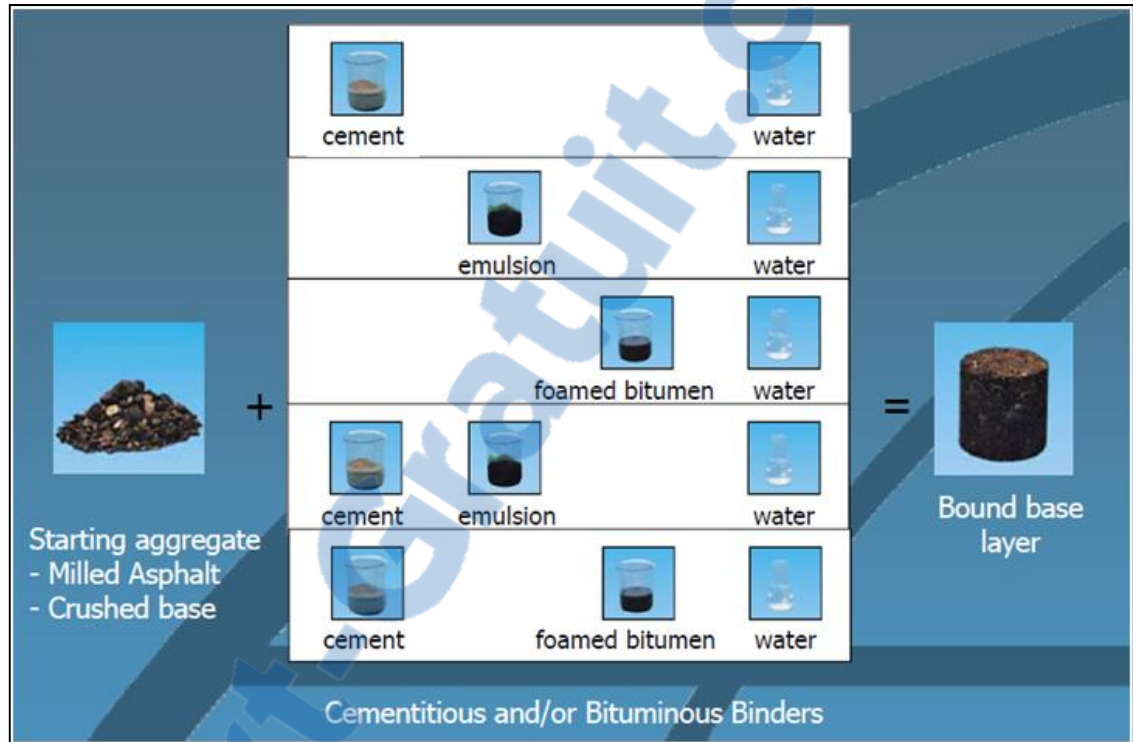 cement water
emulsion water
foamed bitumen water
+ =
cement emulsion water
Starting aggregate
- Milled Asphalt
- Crushed base
Bound base
layer
cement foamed bitumen water
Cementitious and/or Bituminous Binders